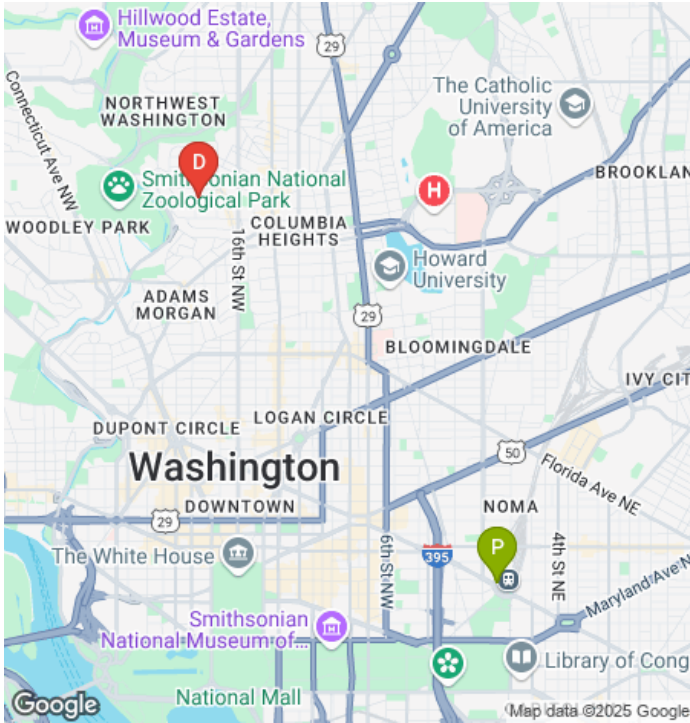 Hillwood Estate,
Museum & Gardens
29
The Catholic
University
of America
Connecticut Ave NW
NORTHWEST
WASHINGTON
D
H
BROOKLAN
Smithsonian National
Zoological Park
WOODLEY PARK
COLUMBIA
HEIGHTS
16th St NW
Howard
University
ADAMS
MORGAN
29
BLOOMINGDALE
IVY CIT
DUPONT CIRCLE
LOGAN CIRCLE
Washington
50
Florida Ave NE
29
DOWNTOWN
NOMA
The White House
6th St NW
395
P
4th St NE
Maryland Ave N
Smithsonian
National Museum of...
Library of Cong
National Mall
Google
Map data ©2025 Google